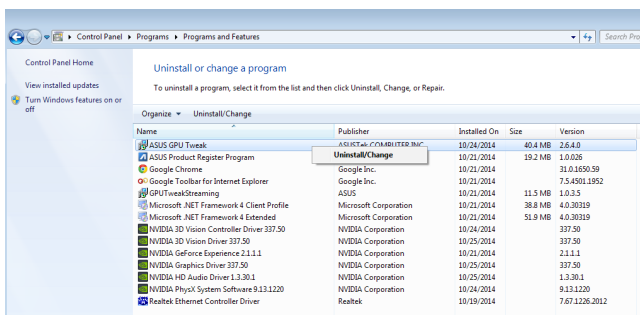 Control Panel ▸ Programs ▸ Programs and Features
Search Pro
Control Panel Home
View installed updates
Turn Windows features on or
off
Uninstall or change a program
To uninstall a program, select it from the list and then click Uninstall, Change, or Repair.
Organize Uninstall/Change
Name Publisher Installed On Size Version
ASUS GPU Tweak ASUSTek COMPUTER INC. 10/24/2014 40.4 MB 2.6.4.0
Uninstall/Change
ASUS Product Register Program 10/21/2014 19.2 MB 1.0.026
Google Chrome Google Inc. 10/21/2014 31.0.1650.59
Google Toolbar for Internet Explorer Google Inc. 10/21/2014 7.5.4501.1952
GPUTweakStreaming ASUS 10/21/2014 11.5 MB 1.0.3.5
Microsoft .NET Framework 4 Client Profile Microsoft Corporation 10/21/2014 38.8 MB 4.0.30319
Microsoft .NET Framework 4 Extended Microsoft Corporation 10/21/2014 51.9 MB 4.0.30319
NVIDIA 3D Vision Controller Driver 337.50 NVIDIA Corporation 10/24/2014 337.50
NVIDIA 3D Vision Driver 337.50 NVIDIA Corporation 10/25/2014 337.50
NVIDIA GeForce Experience 2.1.1.1 NVIDIA Corporation 10/21/2014 2.1.1.1
NVIDIA Graphics Driver 337.50 NVIDIA Corporation 10/25/2014 337.50
NVIDIA HD Audio Driver 1.3.30.1 NVIDIA Corporation 10/25/2014 1.3.30.1
NVIDIA PhysX System Software 9.13.1220 NVIDIA Corporation 10/24/2014 9.13.1220
Realtek Ethernet Controller Driver Realtek 10/19/2014 7.67.1226.2012